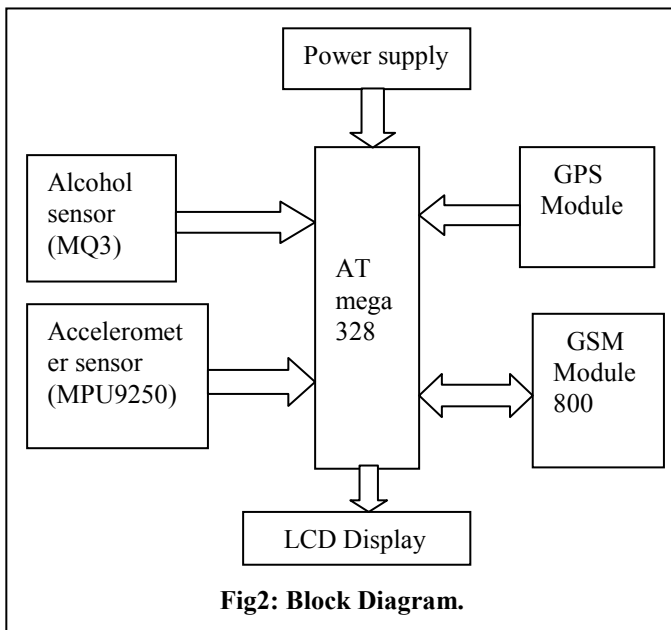 Power supply
Alcohol
sensor
(MQ3)
GPS
Module
AT
mega
328
Acceleromet
er sensor
(MPU9250)
GSM
Module
800
LCD Display
Fig2: Block Diagram.